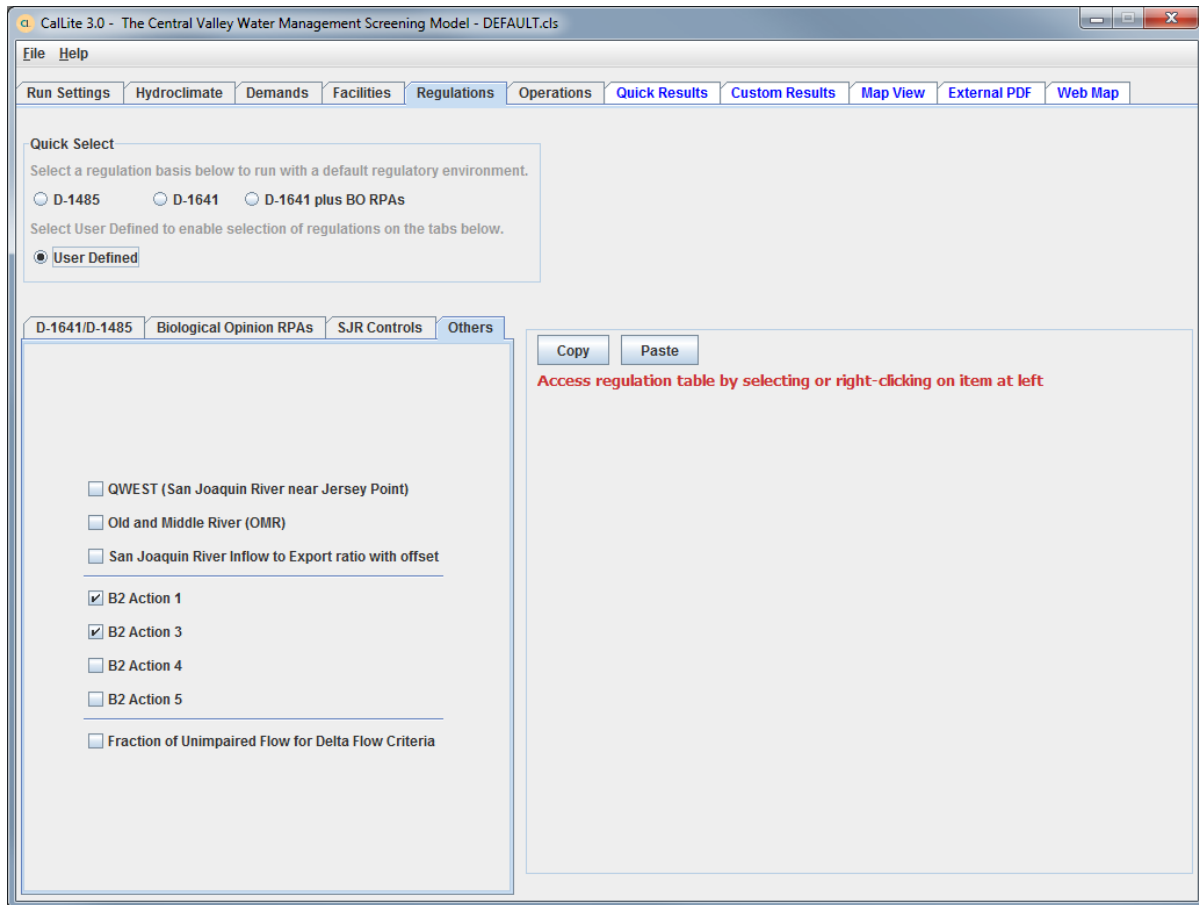 CL CalLite 3.0 - The Central Valley Water Management Screening Model - DEFAULT.cls
File Help
Run Settings Hydroclimate Demands Facilities Regulations Operations Quick Results Custom Results Map View External PDF Web Map
Quick Select
Select a regulation basis below to run with a default regulatory environment.
D-1485 D-1641 D-1641 plus BO RPAs
Select User Defined to enable selection of regulations on the tabs below.
User Defined
D-1641/D-1485 Biological Opinion RPAs SJR Controls Others
Copy Paste
Access regulation table by selecting or right-clicking on item at left
QWEST (San Joaquin River near Jersey Point)
Old and Middle River (OMR)
San Joaquin River Inflow to Export ratio with offset
B2 Action 1
B2 Action 3
B2 Action 4
B2 Action 5
Fraction of Unimpaired Flow for Delta Flow Criteria